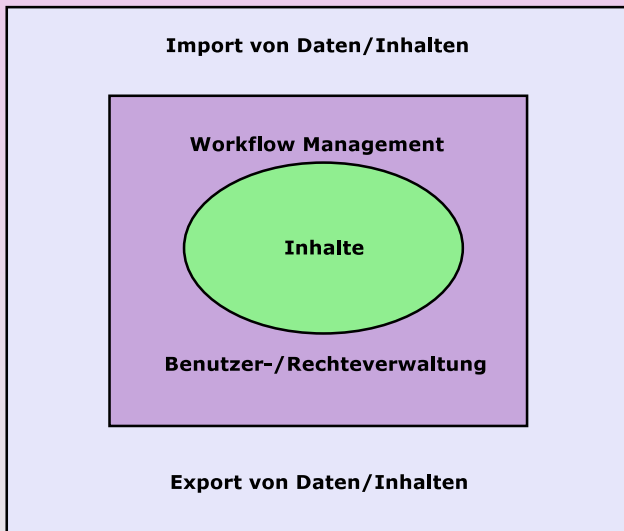 Import von Daten/Inhalten
Workflow Management
Inhalte
Benutzer-/Rechteverwaltung
Export von Daten/Inhalten